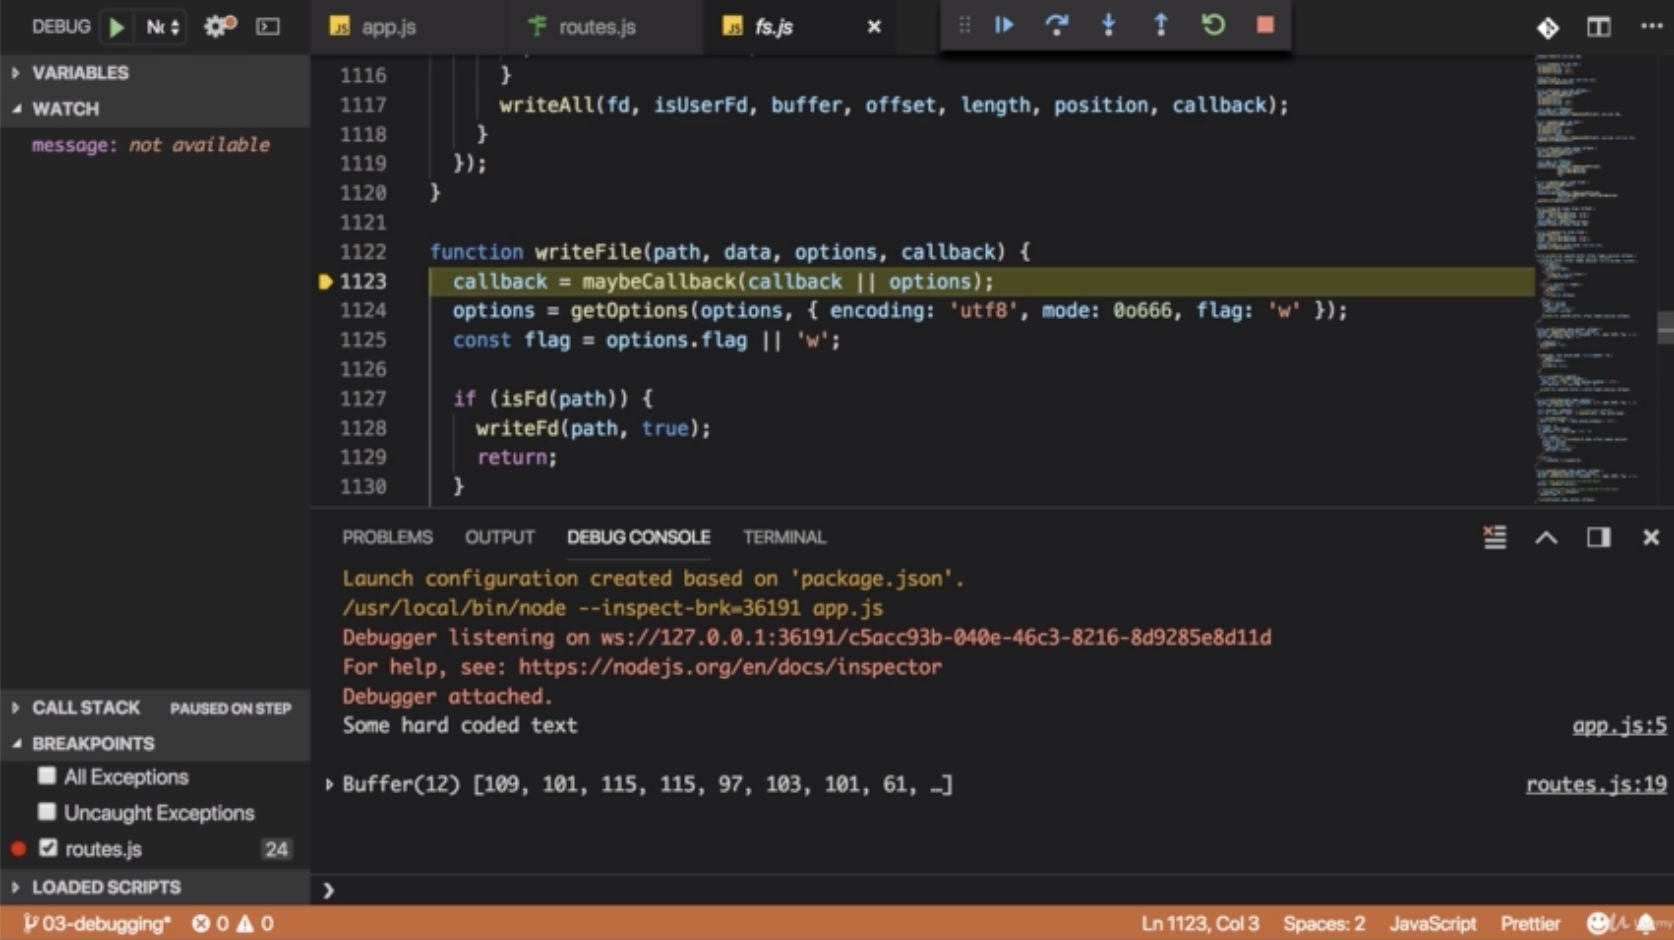 DEBUG
app.js
routes.js
fs.js
VARIABLES
WATCH
message: not available
1116 }
1117 writeAll(fd, isUserFd, buffer, offset, length, position, callback);
1118 }
1119 });
1120 }
1121
1122 function writeFile(path, data, options, callback) {
1123 callback = maybeCallback(callback || options);
1124 options = getOptions(options, { encoding: 'utf8', mode: 0o666, flag: 'w' });
1125 const flag = options.flag || 'w';
1126
1127 if (isFd(path)) {
1128 writeFd(path, true);
1129 return;
1130 }
PROBLEMS OUTPUT DEBUG CONSOLE TERMINAL
Launch configuration created based on 'package.json'.
/usr/local/bin/node --inspect-brk=36191 app.js
Debugger listening on ws://127.0.0.1:36191/c5acc93b-040e-46c3-8216-8d9285e8d11d
For help, see: https://nodejs.org/en/docs/inspector
Debugger attached.
Some hard coded text app.js:5
Buffer(12) [109, 101, 115, 115, 97, 103, 101, 61, …] routes.js:19
CALL STACK PAUSED ON STEP
BREAKPOINTS
All Exceptions
Uncaught Exceptions
routes.js 24
LOADED SCRIPTS
03-debugging* 0 0 Ln 1123, Col 3 Spaces: 2 JavaScript Prettier